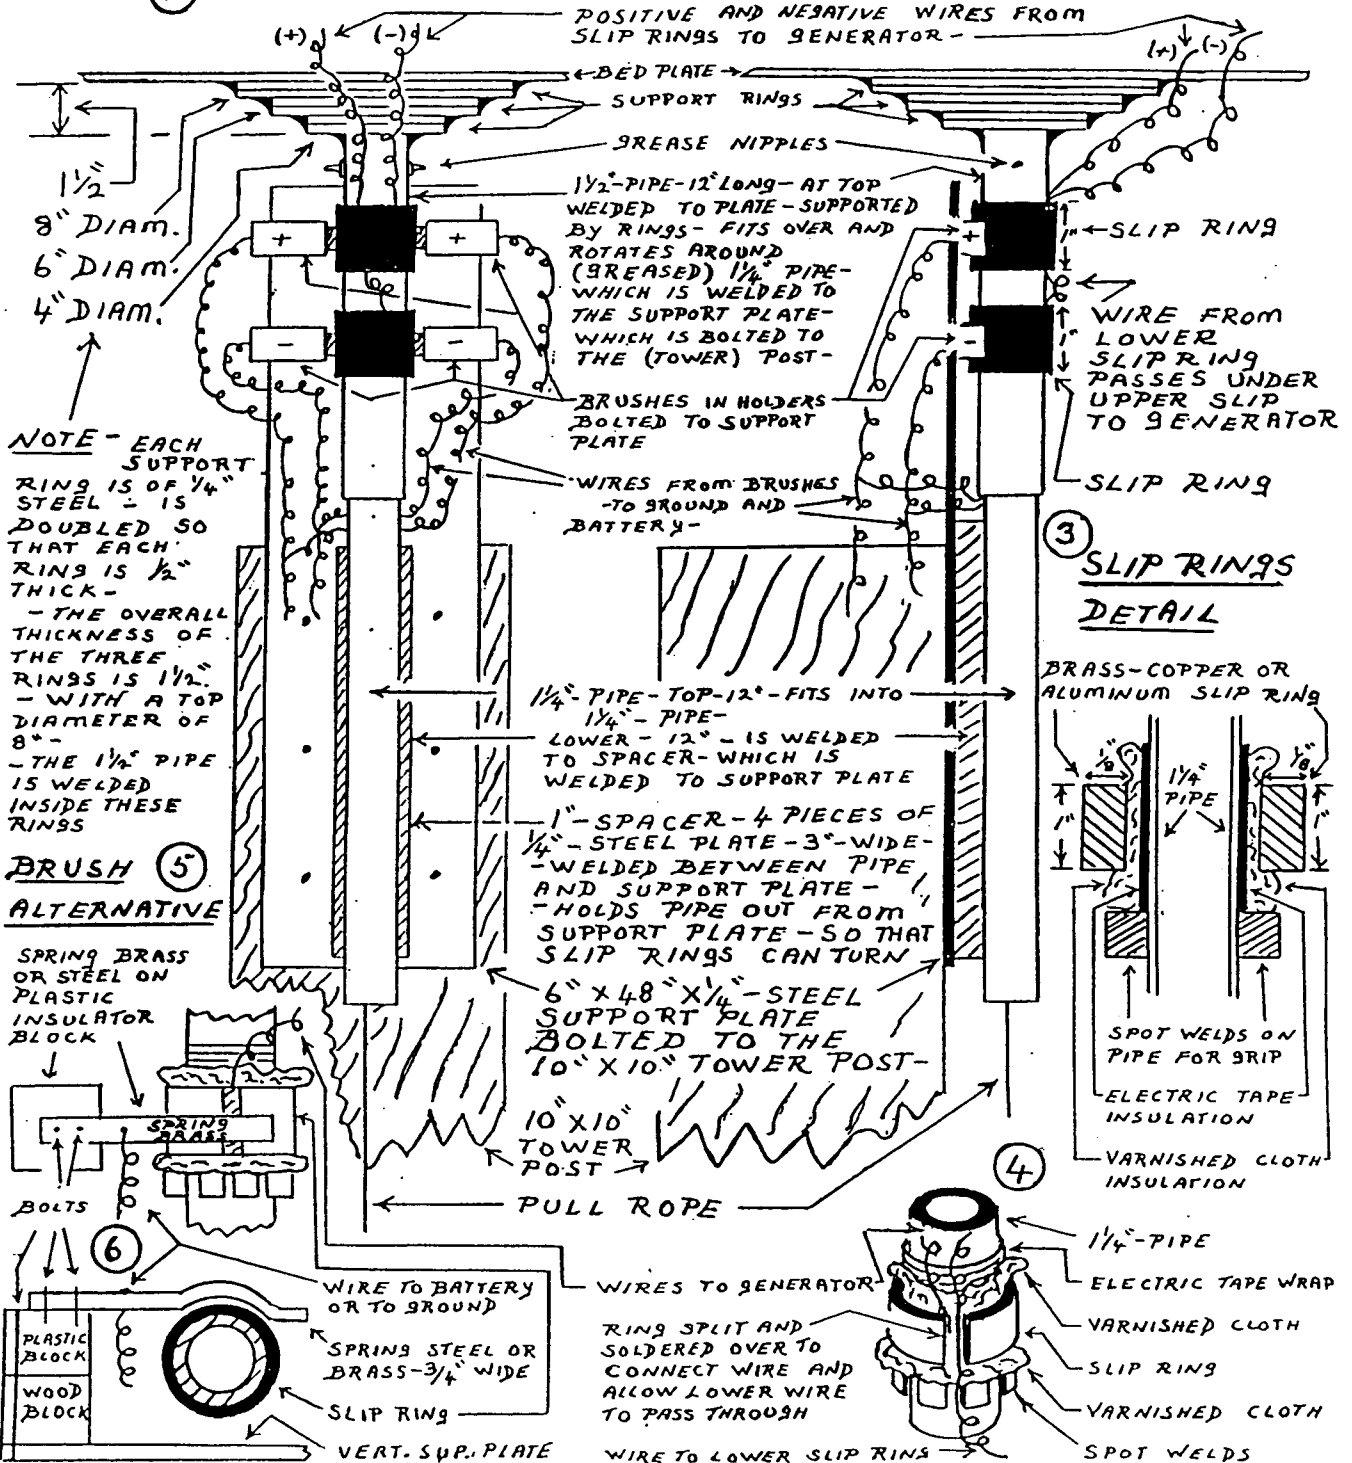 POSITIVE AND NEGATIVE WIRES FROM
SLIP RINGS TO GENERATOR-
(+)
(-)
(+)
(-)
BED PLATE
SUPPORT RINGS
GREASE NIPPLES
1½"
8" DIAM.
6" DIAM.
4" DIAM.
1½"-PIPE-12" LONG-AT TOP
WELDED TO PLATE-SUPPORTED
BY RINGS- FITS OVER AND
ROTATES AROUND
(GREASED) 1¼" PIPE-
WHICH IS WELDED TO
THE SUPPORT PLATE-
WHICH IS BOLTED TO
THE (TOWER) POST-
+
+
-
-
+
-
1"
SLIP RING
1"
WIRE FROM
LOWER
SLIP RING
PASSES UNDER
UPPER SLIP
TO GENERATOR
SLIP RING
BRUSHES IN HOLDERS
BOLTED TO SUPPORT
PLATE
WIRES FROM BRUSHES
-TO GROUND AND
BATTERY-
NOTE - EACH
SUPPORT
RING IS OF ¼"
STEEL - IS
DOUBLED SO
THAT EACH
RING IS ½"
THICK-
- THE OVERALL
THICKNESS OF
THE THREE
RINGS IS 1½".
- WITH A TOP
DIAMETER OF
8"-
- THE 1½" PIPE
IS WELDED
INSIDE THESE
RINGS
1¼"- PIPE-TOP-12"-FITS INTO
1¼"- PIPE-
LOWER-12"- IS WELDED
TO SPACER-WHICH IS
WELDED TO SUPPORT PLATE
1"-SPACER-4 PIECES OF
¼"-STEEL PLATE-3"-WIDE-
-WELDED BETWEEN PIPE
AND SUPPORT PLATE-
-HOLDS PIPE OUT FROM
SUPPORT PLATE-SO THAT
SLIP RINGS CAN TURN
6" X 48" X ¼"-STEEL
SUPPORT PLATE
BOLTED TO THE
10" X 10" TOWER POST-
10" X 10"
TOWER
POST
PULL ROPE
3
SLIP RINGS
DETAIL
BRASS-COPPER OR
ALUMINUM SLIP RING
⅛"
⅛"
1"
1"
1¼"
PIPE
SPOT WELDS ON
PIPE FOR GRIP
ELECTRIC TAPE
INSULATION
VARNISHED CLOTH
INSULATION
BRUSH 5
ALTERNATIVE
SPRING BRASS
OR STEEL ON
PLASTIC
INSULATOR
BLOCK
SPRING
BRASS
BOLTS
6
WIRE TO BATTERY
OR TO GROUND
PLASTIC
BLOCK
WOOD
BLOCK
SPRING STEEL OR
BRASS-3/4" WIDE
SLIP RING
VERT. SUP. PLATE
4
WIRES TO GENERATOR
RING SPLIT AND
SOLDERED OVER TO
CONNECT WIRE AND
ALLOW LOWER WIRE
TO PASS THROUGH
WIRE TO LOWER SLIP RING
1¼"-PIPE
ELECTRIC TAPE WRAP
VARNISHED CLOTH
SLIP RING
VARNISHED CLOTH
SPOT WELDS